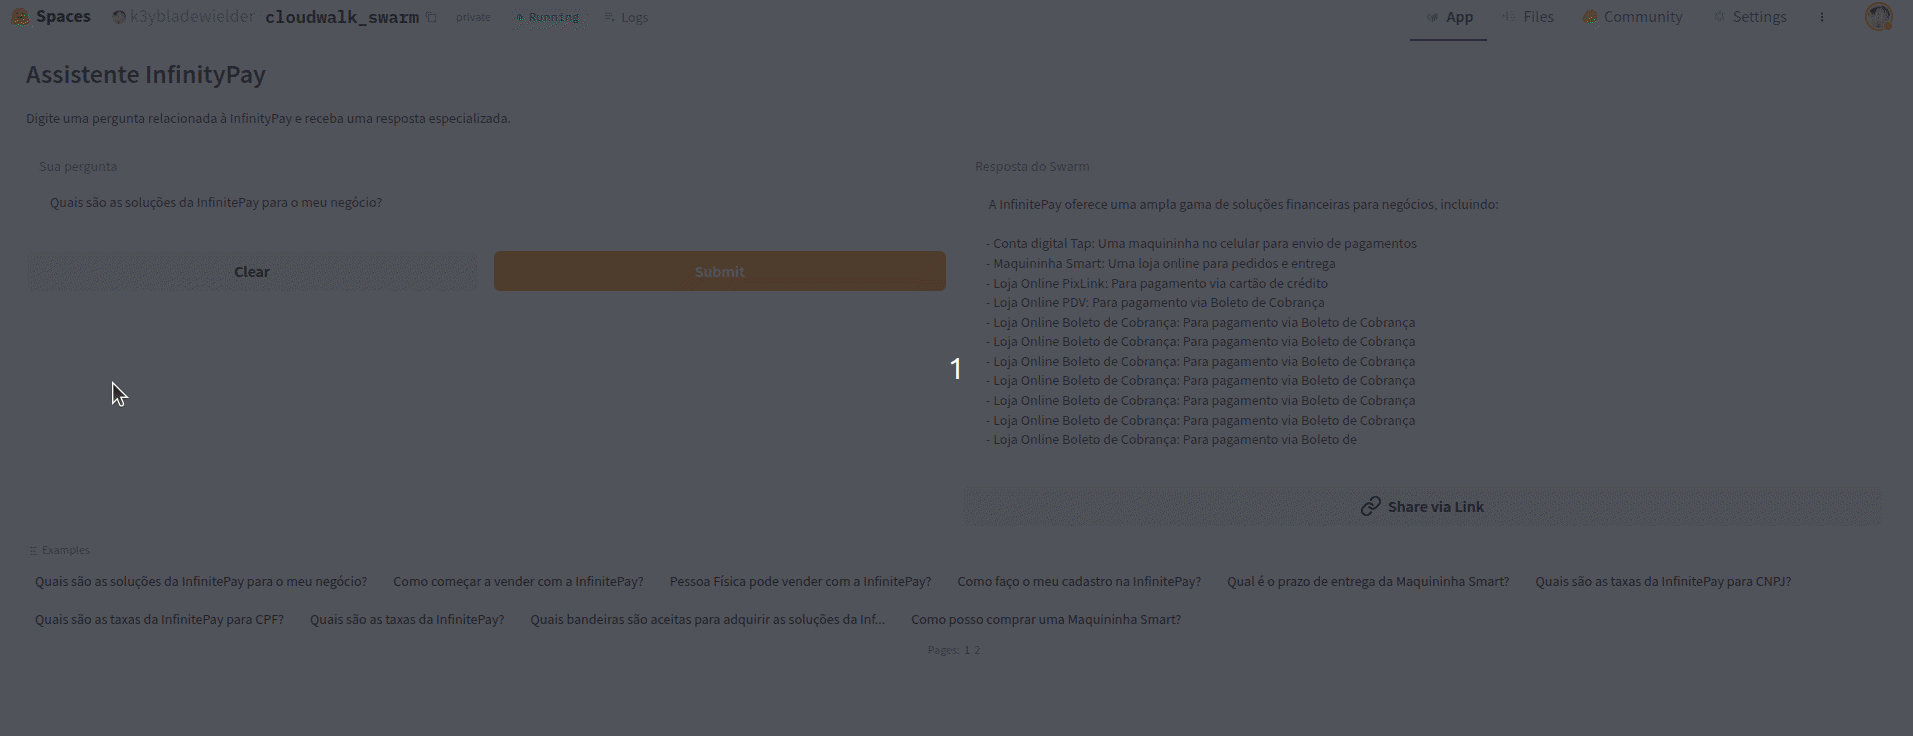 Spaces k3ybladewielder cloudwalk_swarm private Running Logs App Files Community Settings
Assistente InfinityPay
Digite uma pergunta relacionada à InfinityPay e receba uma resposta especializada.
Sua pergunta
Quais são as soluções da InfinitePay para o meu negócio?
Clear Submit
Resposta do Swarm
A InfinitePay oferece uma ampla gama de soluções financeiras para negócios, incluindo:
- Conta digital Tap: Uma maquininha no celular para envio de pagamentos
- Maquininha Smart: Uma loja online para pedidos e entrega
- Loja Online PixLink: Para pagamento via cartão de crédito
- Loja Online PDV: Para pagamento via Boleto de Cobrança
- Loja Online Boleto de Cobrança: Para pagamento via Boleto de Cobrança
- Loja Online Boleto de Cobrança: Para pagamento via Boleto de Cobrança
- Loja Online Boleto de Cobrança: Para pagamento via Boleto de Cobrança
- Loja Online Boleto de Cobrança: Para pagamento via Boleto de Cobrança
- Loja Online Boleto de Cobrança: Para pagamento via Boleto de Cobrança
- Loja Online Boleto de Cobrança: Para pagamento via Boleto de Cobrança
- Loja Online Boleto de Cobrança: Para pagamento via Boleto de
1
Share via Link
Examples
Quais são as soluções da InfinitePay para o meu negócio? Como começar a vender com a InfinitePay? Pessoa Física pode vender com a InfinitePay? Como faço o meu cadastro na InfinitePay? Qual é o prazo de entrega da Maquininha Smart? Quais são as taxas da InfinitePay para CNPJ?
Quais são as taxas da InfinitePay para CPF? Quais são as taxas da InfinitePay? Quais bandeiras são aceitas para adquirir as soluções da Inf... Como posso comprar uma Maquininha Smart?
Pages: 1 2